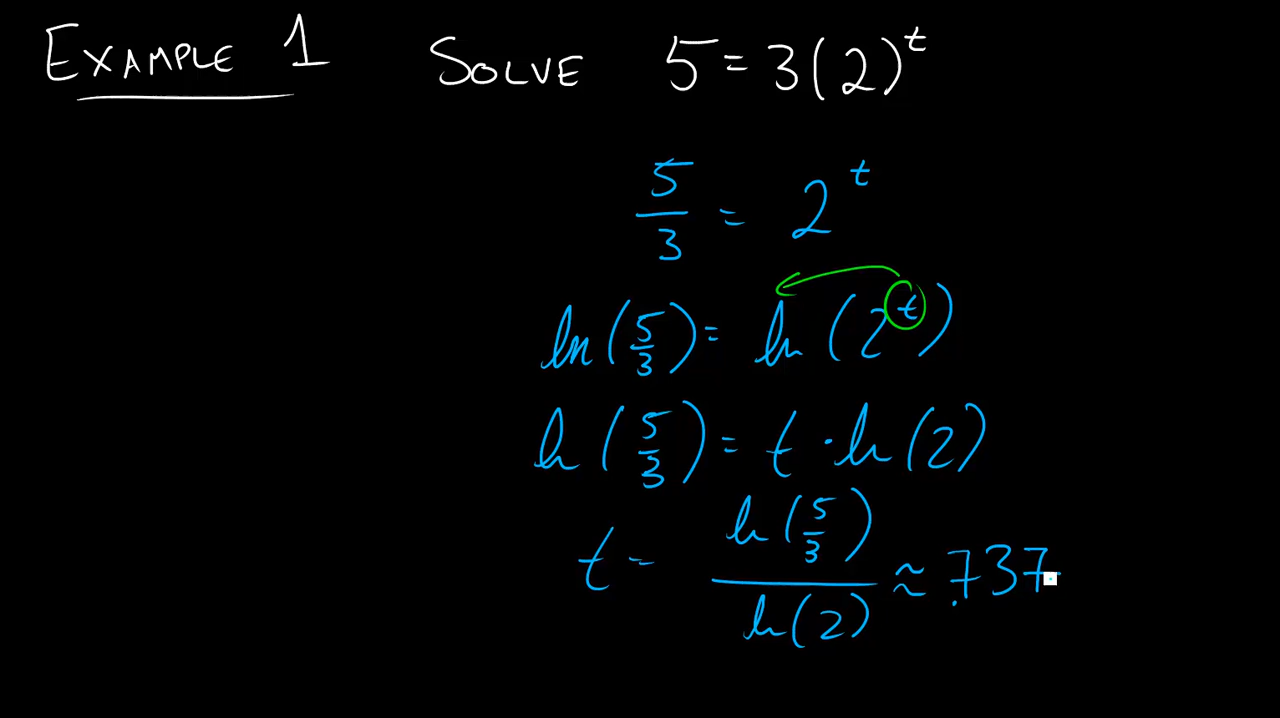 EXAMPLE 1 SOLVE 5=3(2)^t
5/3 = 2^t
ln(5/3) = ln(2^t)
ln(5/3) = t · ln(2)
t = ln(5/3)/ln(2) ≈ .737